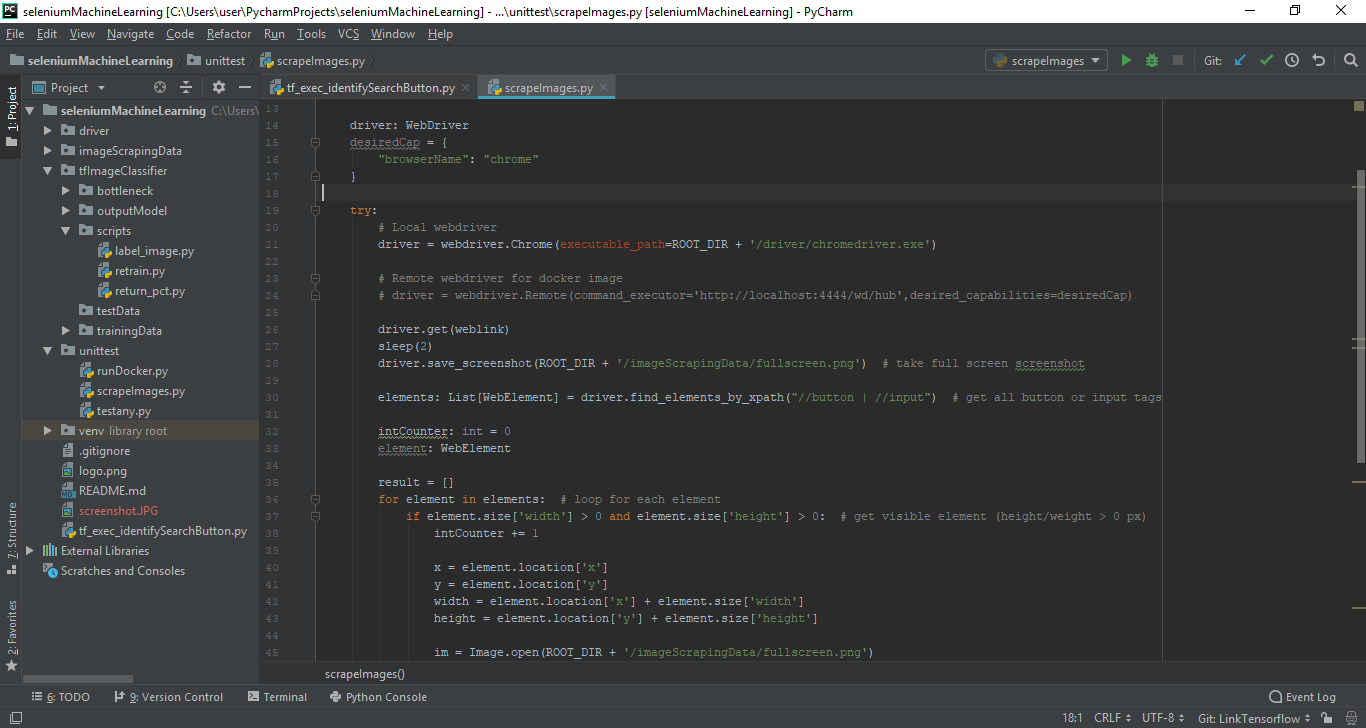 PC seleniumMachineLearning [C:\Users\user\PycharmProjects\seleniumMachineLearning] - ...\unittest\scrapeImages.py [seleniumMachineLearning] - PyCharm
File Edit View Navigate Code Refactor Run Tools VCS Window Help
seleniumMachineLearning unittest scrapeImages.py scrapeImages Git:
1: Project
7: Structure
2: Favorites
Project
seleniumMachineLearning C:\Users\
driver
imageScrapingData
tfImageClassifier
bottleneck
outputModel
scripts
label_image.py
retrain.py
return_pct.py
testData
trainingData
unittest
runDocker.py
scrapeImages.py
testany.py
venv library root
.gitignore
logo.png
MD README.md
screenshot.JPG
tf_exec_identifySearchButton.py
External Libraries
Scratches and Consoles
tf_exec_identifySearchButton.py scrapeImages.py
13
14 driver: WebDriver
15 desiredCap = {
16 "browserName": "chrome"
17 }
18
19 try:
20 # Local webdriver
21 driver = webdriver.Chrome(executable_path=ROOT_DIR + '/driver/chromedriver.exe')
22
23 # Remote webdriver for docker image
24 # driver = webdriver.Remote(command_executor='http://localhost:4444/wd/hub',desired_capabilities=desiredCap)
25
26 driver.get(weblink)
27 sleep(2)
28 driver.save_screenshot(ROOT_DIR + '/imageScrapingData/fullscreen.png') # take full screen screenshot
29
30 elements: List[WebElement] = driver.find_elements_by_xpath("//button | //input") # get all button or input tags
31
32 intCounter: int = 0
33 element: WebElement
34
35 result = []
36 for element in elements: # loop for each element
37 if element.size['width'] > 0 and element.size['height'] > 0: # get visible element (height/weight > 0 px)
38 intCounter += 1
39
40 x = element.location['x']
41 y = element.location['y']
42 width = element.location['x'] + element.size['width']
43 height = element.location['y'] + element.size['height']
44
45 im = Image.open(ROOT_DIR + '/imageScrapingData/fullscreen.png')
scrapeImages()
6: TODO 9: Version Control Terminal Python Console Event Log
18:1 CRLF UTF-8 Git: LinkTensorflow